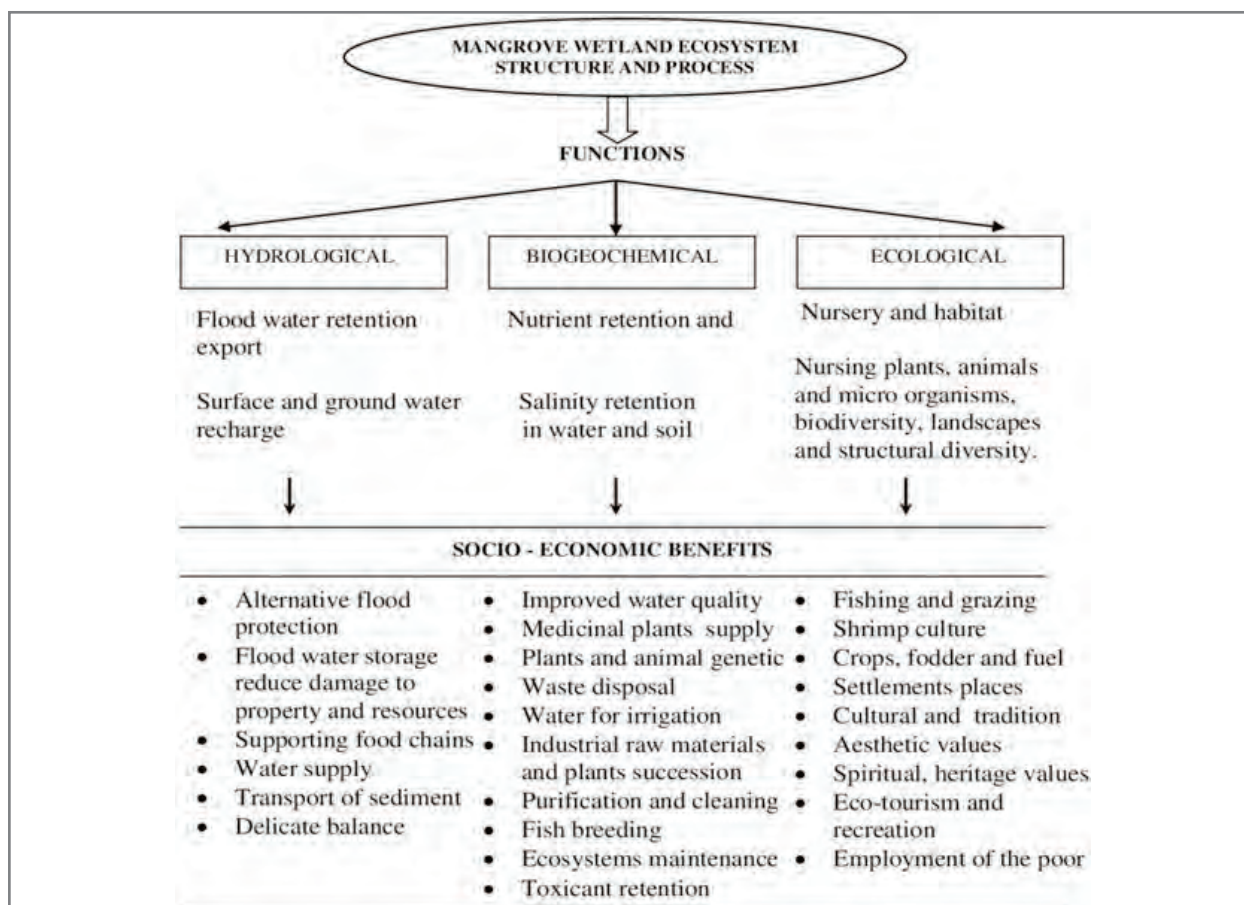 MANGROVE WETLAND ECOSYSTEM
STRUCTURE AND PROCESS
FUNCTIONS
HYDROLOGICAL
Flood water retention
export
Surface and ground water
recharge
BIOGEOCHEMICAL
Nutrient retention and
Salinity retention
in water and soil
ECOLOGICAL
Nursery and habitat
Nursing plants, animals
and micro organisms,
biodiversity, landscapes
and structural diversity.
SOCIO - ECONOMIC BENEFITS
• Alternative flood
protection
• Flood water storage
reduce damage to
property and resources
• Supporting food chains
• Water supply
• Transport of sediment
• Delicate balance
• Improved water quality
• Medicinal plants supply
• Plants and animal genetic
• Waste disposal
• Water for irrigation
• Industrial raw materials
and plants succession
• Purification and cleaning
• Fish breeding
• Ecosystems maintenance
• Toxicant retention
• Fishing and grazing
• Shrimp culture
• Crops, fodder and fuel
• Settlements places
• Cultural and tradition
• Aesthetic values
• Spiritual, heritage values
• Eco-tourism and
recreation
• Employment of the poor